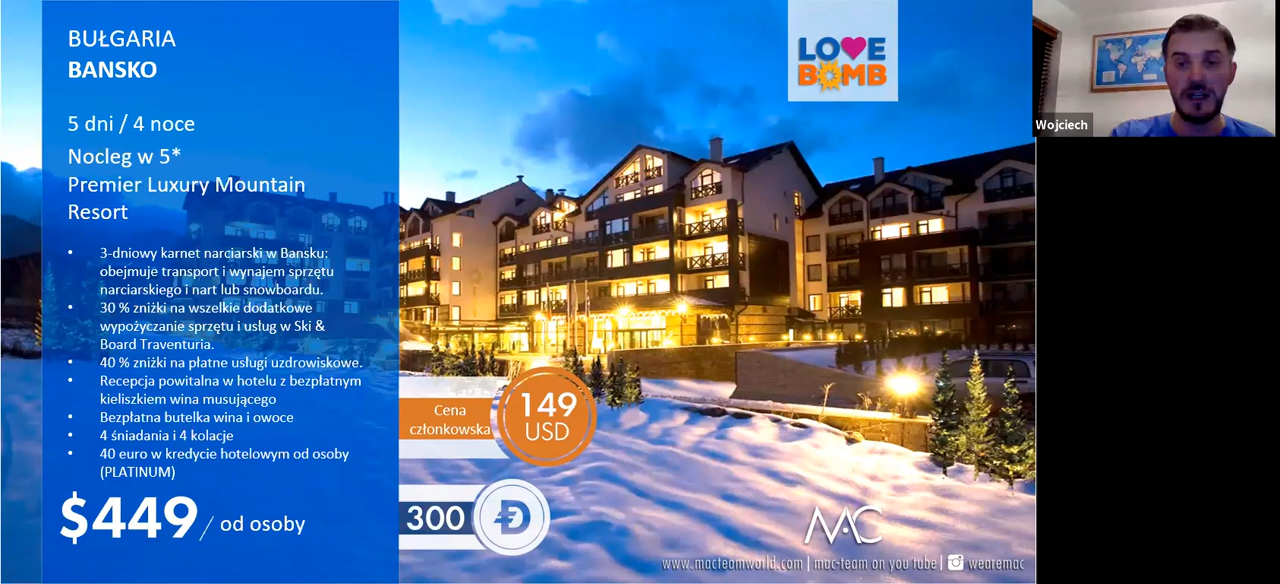 BUŁGARIA
BANSKO
5 dni / 4 noce
Nocleg w 5*
Premier Luxury Mountain
Resort
• 3-dniowy karnet narciarski w Bansku:
obejmuje transport i wynajem sprzętu
narciarskiego i nart lub snowboardu.
• 30 % zniżki na wszelkie dodatkowe
wypożyczanie sprzętu i usług w Ski &
Board Traventuria.
• 40 % zniżki na płatne usługi uzdrowiskowe.
• Recepcja powitalna w hotelu z bezpłatnym
kieliszkiem wina musującego
• Bezpłatna butelka wina i owoce
• 4 śniadania i 4 kolacje
• 40 euro w kredycie hotelowym od osoby
(PLATINUM)
$449 / od osoby
Cena
członkowska
149
USD
300
LOVE
BOMB
MAC
www.macteamworld.com | mac-team on you tube | wearemac
Wojciech